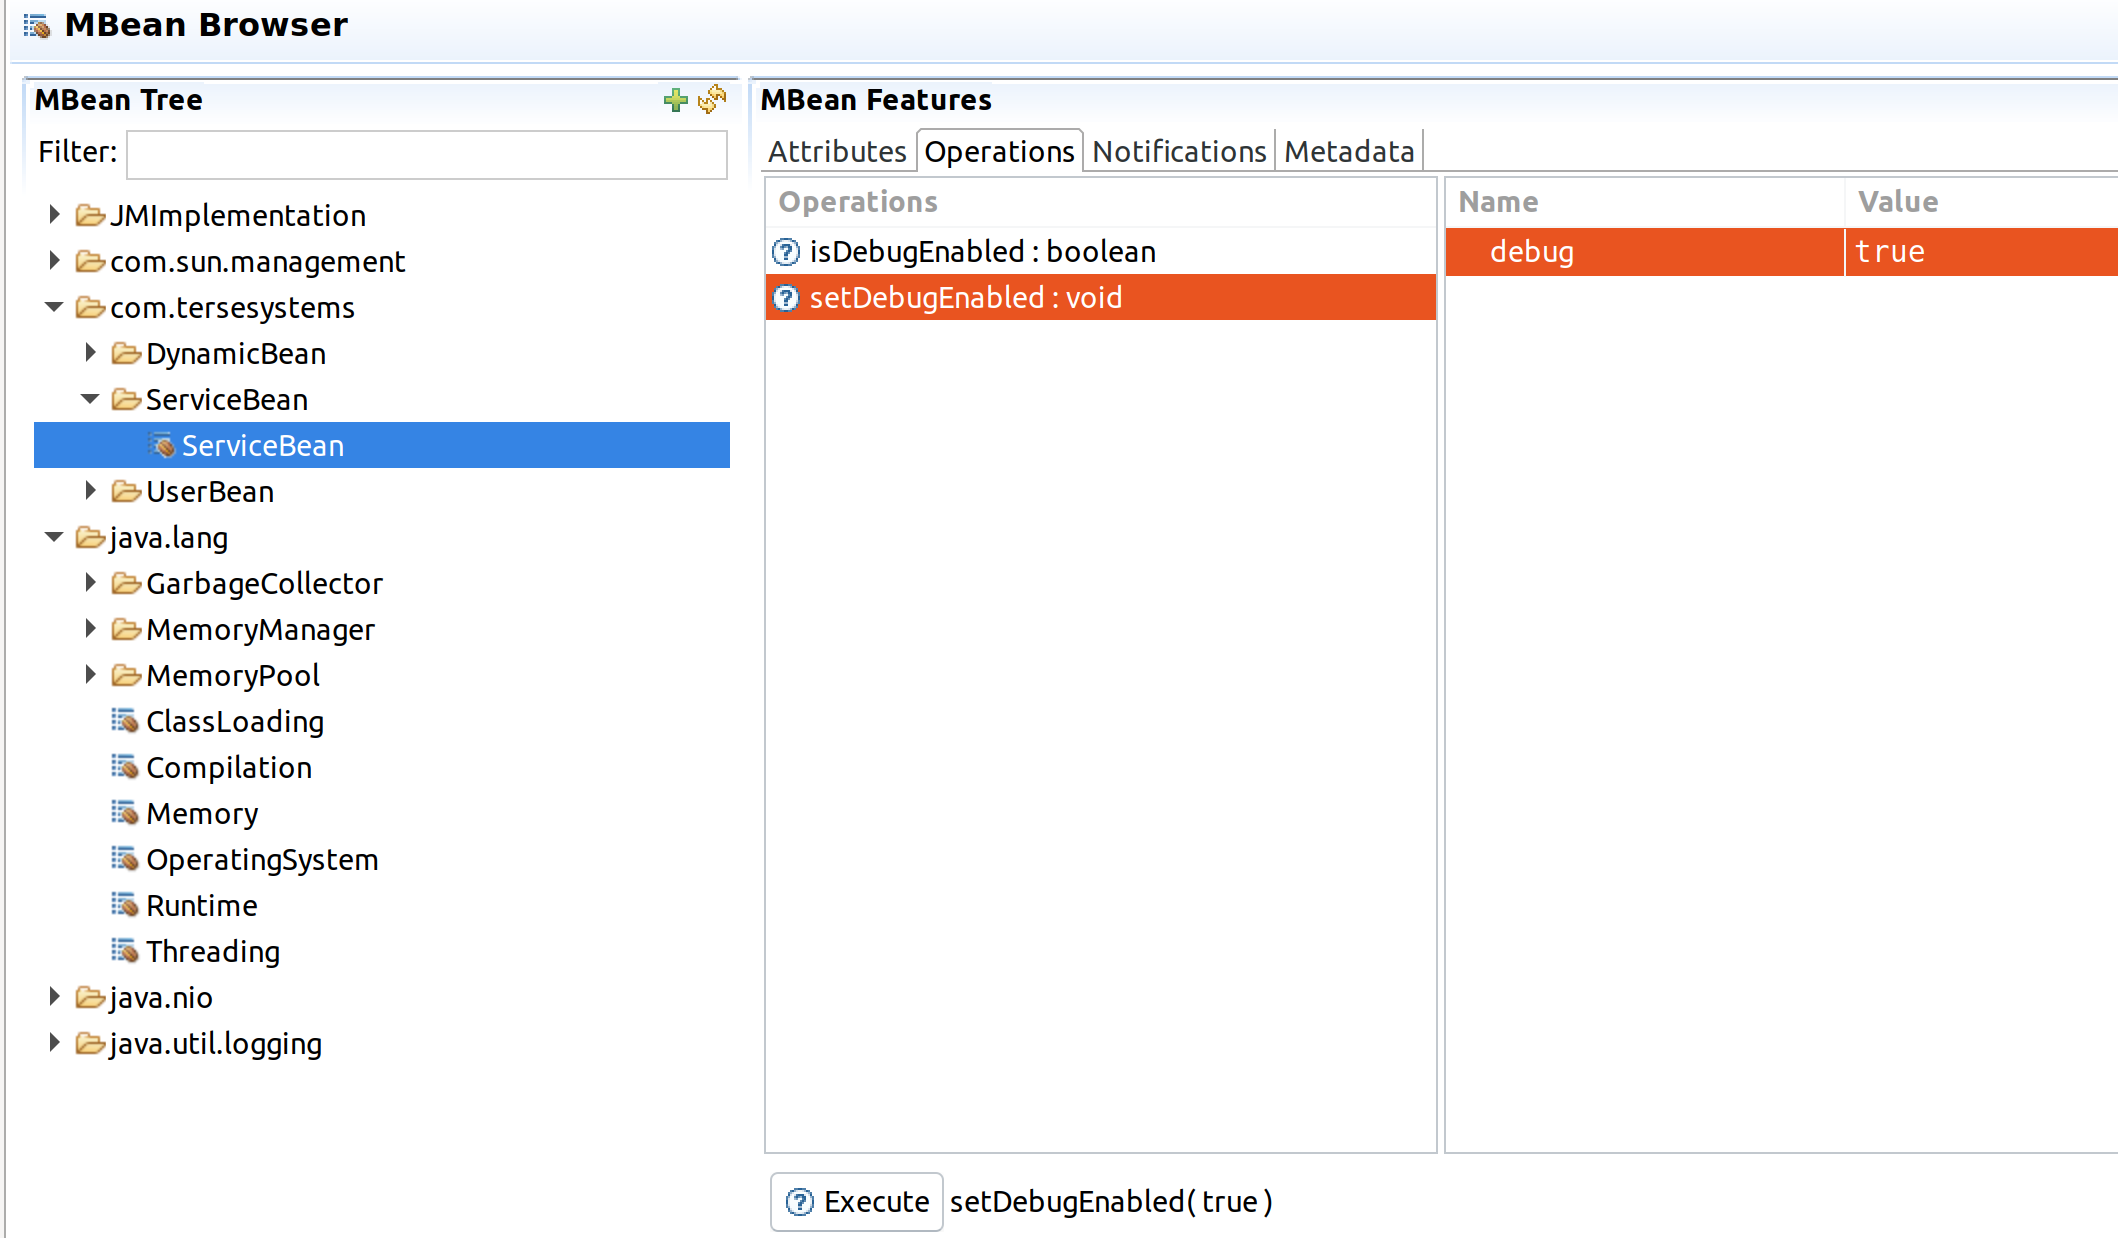 MBean Browser
MBean Tree
Filter:
JMImplementation
com.sun.management
com.tersesystems
DynamicBean
ServiceBean
ServiceBean
UserBean
java.lang
GarbageCollector
MemoryManager
MemoryPool
ClassLoading
Compilation
Memory
OperatingSystem
Runtime
Threading
java.nio
java.util.logging
MBean Features
Attributes Operations Notifications Metadata
Operations
isDebugEnabled : boolean
setDebugEnabled : void
Name Value
debug true
Execute setDebugEnabled( true )